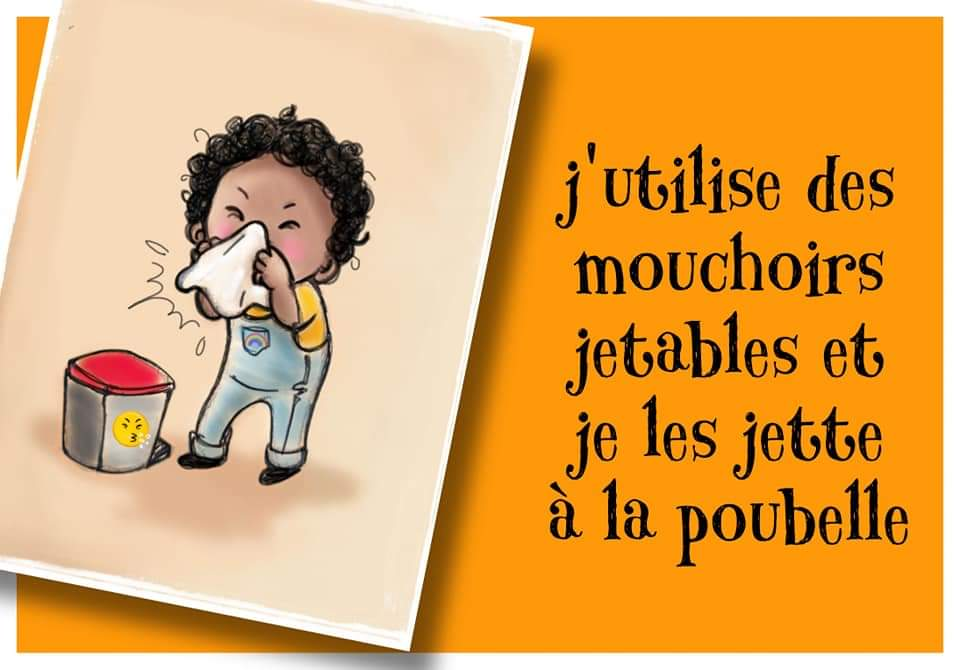 j'utilise des
mouchoirs
jetables et
je les jette
à la poubelle